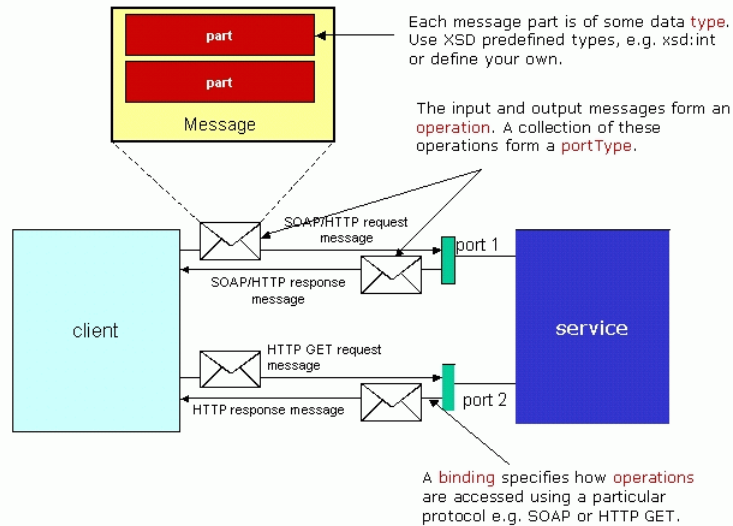 Each message part is of some data type.
Use XSD predefined types, e.g. xsd:int
or define your own.
part
part
Message
The input and output messages form an
operation. A collection of these
operations form a portType.
SOAP/HTTP request
message
port 1
SOAP/HTTP response
message
client
service
HTTP GET request
message
HTTP response message
port 2
A binding specifies how operations
are accessed using a particular
protocol e.g. SOAP or HTTP GET.